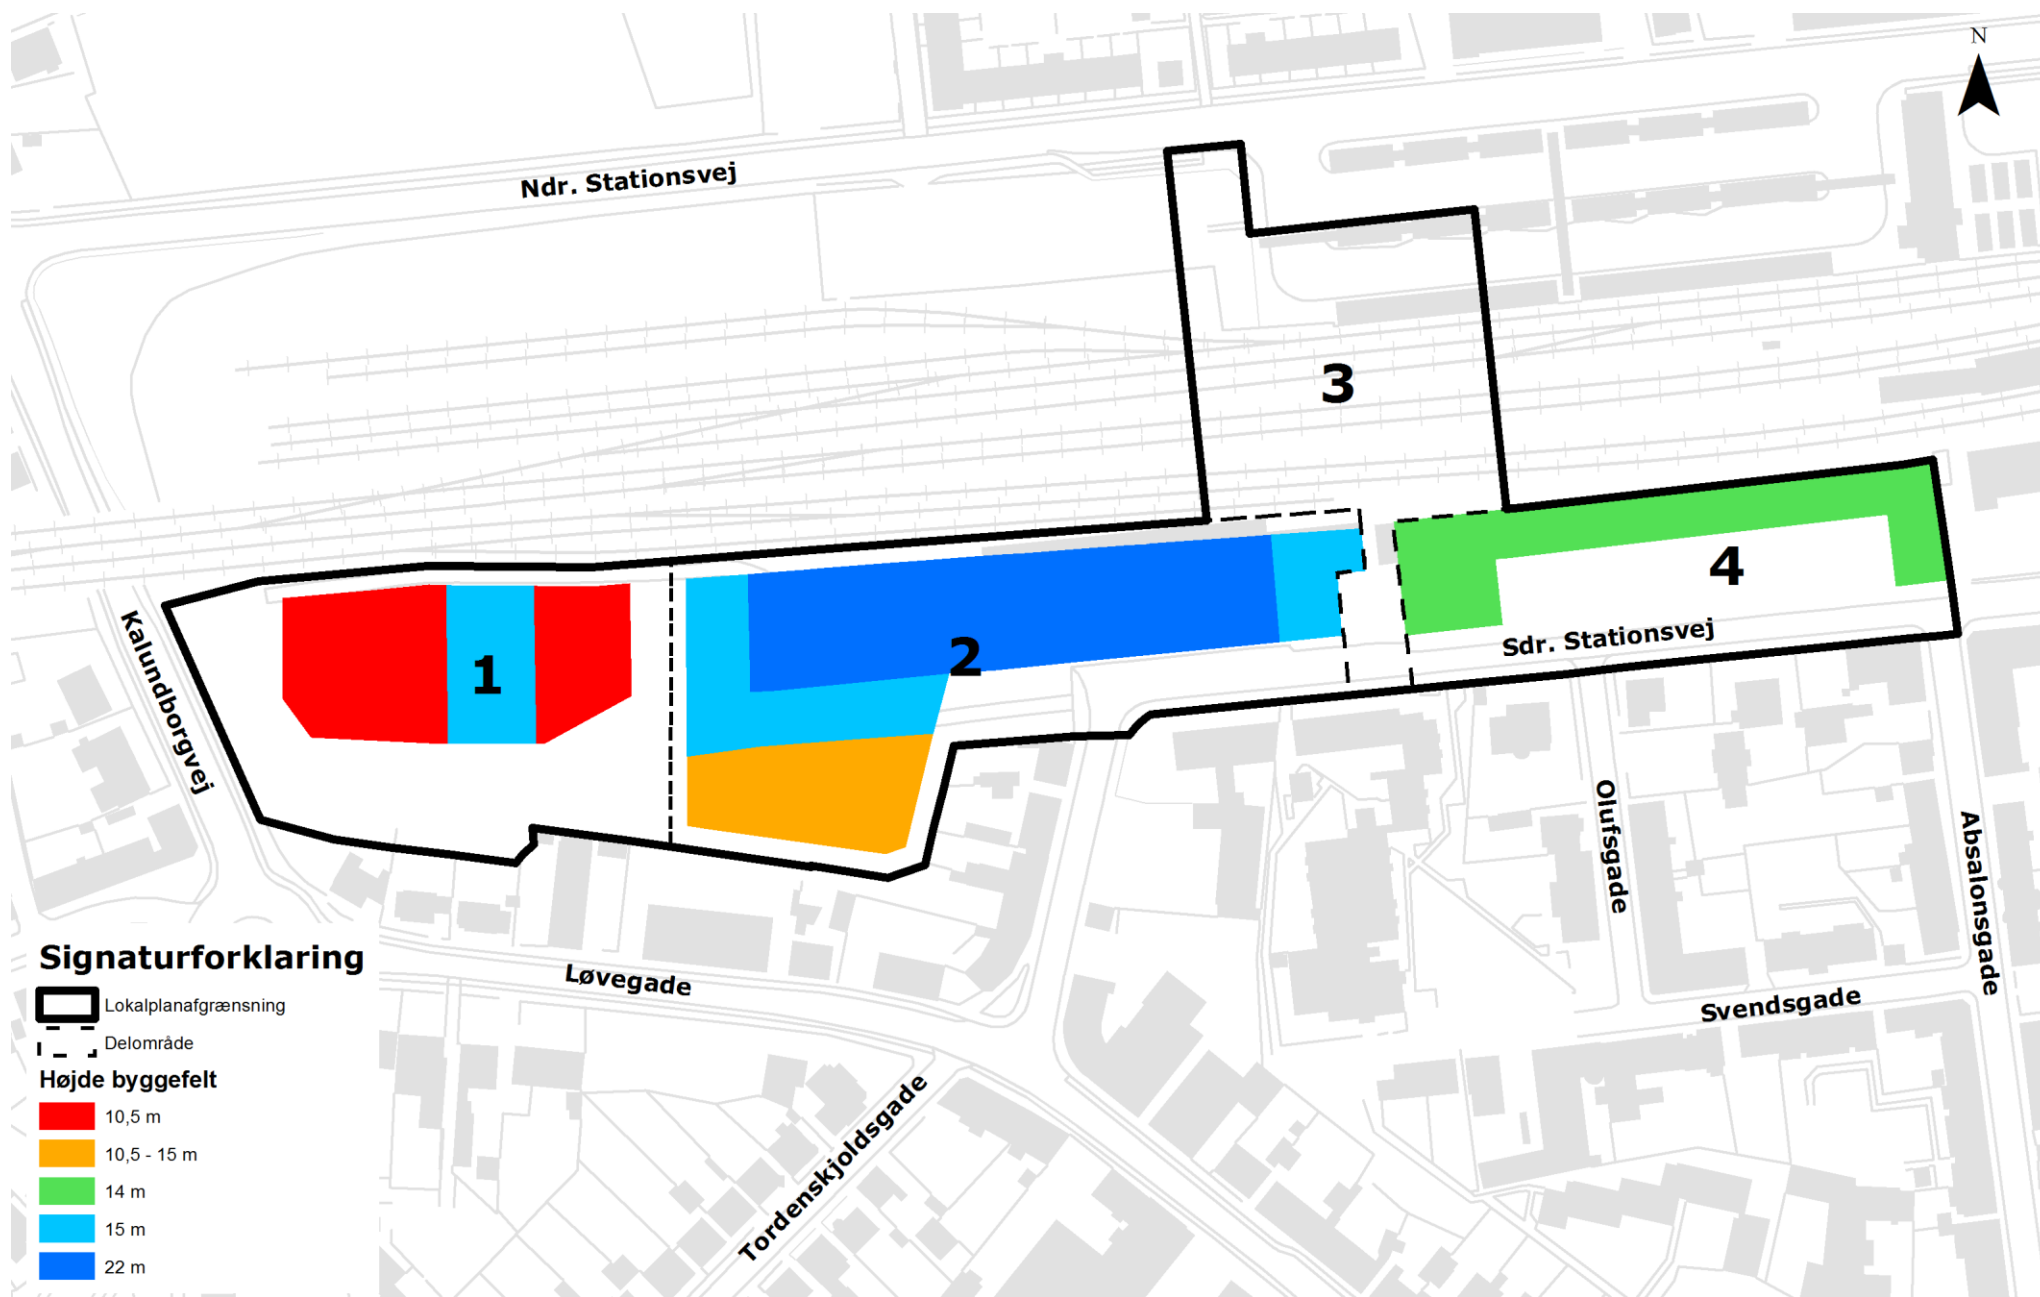 N
Ndr. Stationsvej
3
4
Sdr. Stationsvej
2
1
Kalundborgvej
Olufsgade
Absalonsgade
Løvegade
Svendsgade
Tordenskjoldsgade
Signaturforklaring
Lokalplanafgrænsning
Delområde
Højde byggefelt
10,5 m
10,5 - 15 m
14 m
15 m
22 m